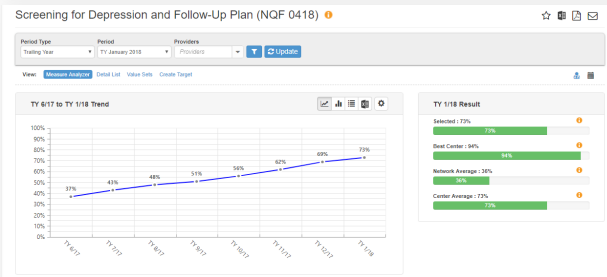 Screening for Depression and Follow-Up Plan (NQF 0418)
Period Type Period Providers
Trailing Year TY January 2018 Providers Update
View: Measure Analyzer Detail List Value Sets Create Target
TY 6/17 to TY 1/18 Trend
100%
90%
80%
70%
60%
50%
40%
30%
20%
10%
0%
37% 43% 48% 51% 56% 62% 69% 73%
TY 6/17 TY 7/17 TY 8/17 TY 9/17 TY 10/17 TY 11/17 TY 12/17 TY 1/18
TY 1/18 Result
Selected : 73%
73%
Best Center : 94%
94%
Network Average : 36%
36%
Center Average : 73%
73%